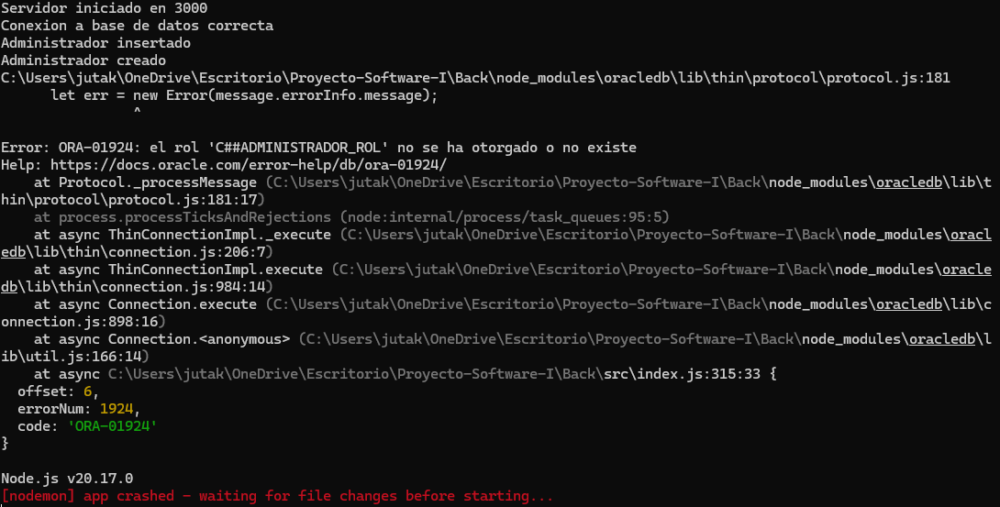 Servidor iniciado en 3000
Conexion a base de datos correcta
Administrador insertado
Administrador creado
C:\Users\jutak\OneDrive\Escritorio\Proyecto-Software-I\Back\node_modules\oracledb\lib\thin\protocol\protocol.js:181
      let err = new Error(message.errorInfo.message);
                ^
Error: ORA-01924: el rol 'C##ADMINISTRADOR_ROL' no se ha otorgado o no existe
Help: https://docs.oracle.com/error-help/db/ora-01924/
    at Protocol._processMessage (C:\Users\jutak\OneDrive\Escritorio\Proyecto-Software-I\Back\node_modules\oracledb\lib\t
hin\protocol\protocol.js:181:17)
    at process.processTicksAndRejections (node:internal/process/task_queues:95:5)
    at async ThinConnectionImpl._execute (C:\Users\jutak\OneDrive\Escritorio\Proyecto-Software-I\Back\node_modules\oracl
edb\lib\thin\connection.js:206:7)
    at async ThinConnectionImpl.execute (C:\Users\jutak\OneDrive\Escritorio\Proyecto-Software-I\Back\node_modules\oracle
db\lib\thin\connection.js:984:14)
    at async Connection.execute (C:\Users\jutak\OneDrive\Escritorio\Proyecto-Software-I\Back\node_modules\oracledb\lib\c
onnection.js:898:16)
    at async Connection.<anonymous> (C:\Users\jutak\OneDrive\Escritorio\Proyecto-Software-I\Back\node_modules\oracledb\l
ib\util.js:166:14)
    at async C:\Users\jutak\OneDrive\Escritorio\Proyecto-Software-I\Back\src\index.js:315:33 {
  offset: 6,
  errorNum: 1924,
  code: 'ORA-01924'
}
Node.js v20.17.0
[nodemon] app crashed - waiting for file changes before starting...